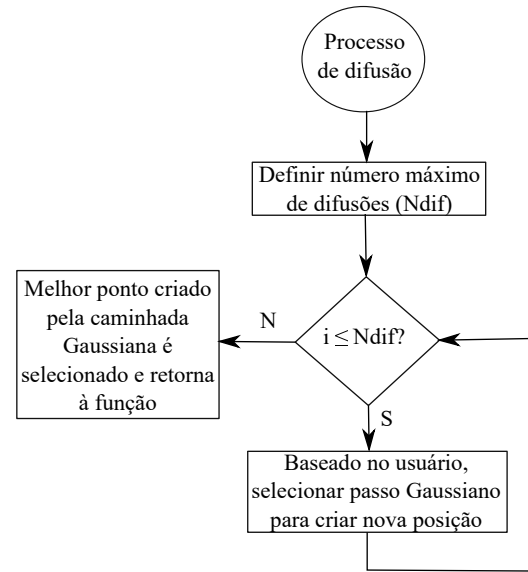 Processo
de difusão
Definir número máximo
de difusões (Ndif)
i ≤ Ndif?
N
Melhor ponto criado
pela caminhada
Gaussiana é
selecionado e retorna
à função
S
Baseado no usuário,
selecionar passo Gaussiano
para criar nova posição